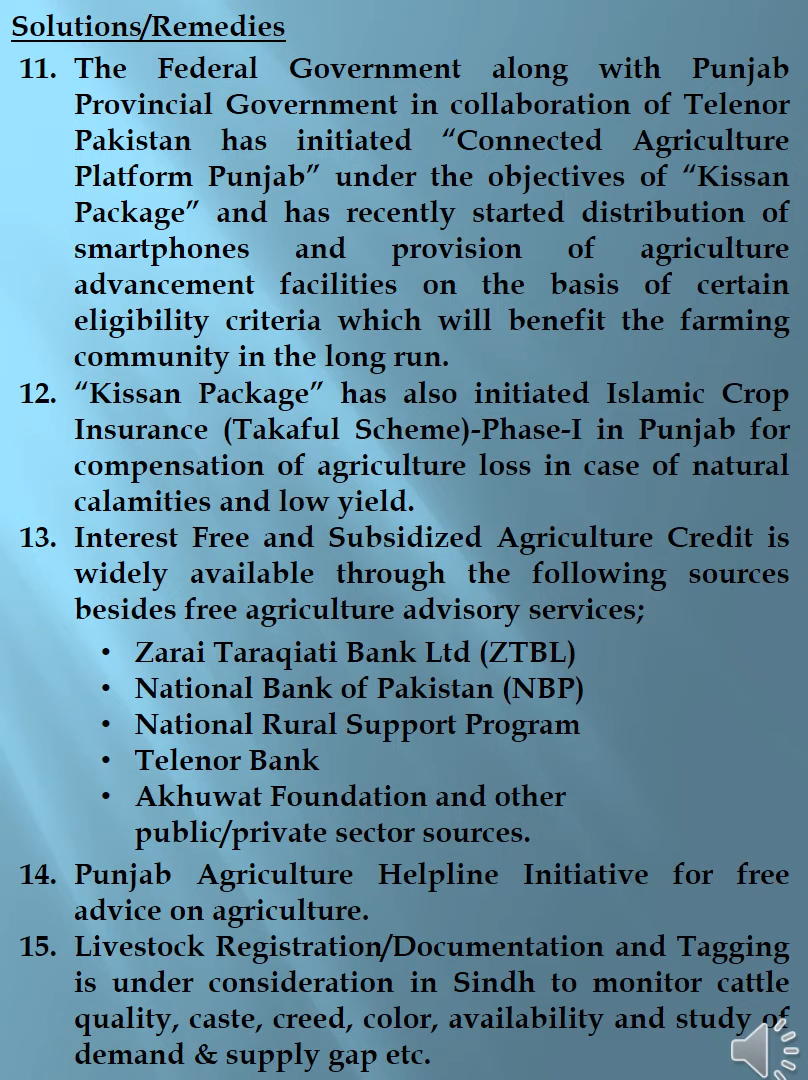 Solutions/Remedies
11. The Federal Government along with Punjab
Provincial Government in collaboration of Telenor
Pakistan has initiated “Connected Agriculture
Platform Punjab” under the objectives of “Kissan
Package” and has recently started distribution of
smartphones and provision of agriculture
advancement facilities on the basis of certain
eligibility criteria which will benefit the farming
community in the long run.
12. “Kissan Package” has also initiated Islamic Crop
Insurance (Takaful Scheme)-Phase-I in Punjab for
compensation of agriculture loss in case of natural
calamities and low yield.
13. Interest Free and Subsidized Agriculture Credit is
widely available through the following sources
besides free agriculture advisory services;
• Zarai Taraqiati Bank Ltd (ZTBL)
• National Bank of Pakistan (NBP)
• National Rural Support Program
• Telenor Bank
• Akhuwat Foundation and other
public/private sector sources.
14. Punjab Agriculture Helpline Initiative for free
advice on agriculture.
15. Livestock Registration/Documentation and Tagging
is under consideration in Sindh to monitor cattle
quality, caste, creed, color, availability and study of
demand & supply gap etc.